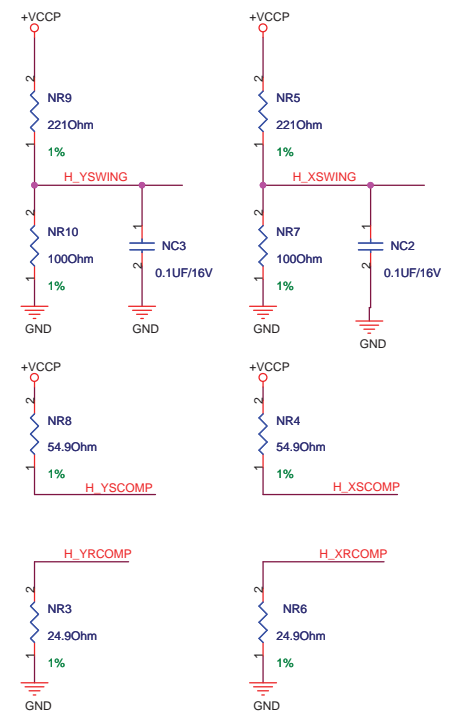 +VCCP
2
NR9
221Ohm
1
1%
H_YSWING
2
NR10
100Ohm
1
1%
GND
1
NC3
2
0.1UF/16V
GND
+VCCP
2
NR5
221Ohm
1
1%
H_XSWING
2
NR7
100Ohm
1
1%
GND
1
NC2
2
0.1UF/16V
GND
+VCCP
2
NR8
54.9Ohm
1
1%
H_YSCOMP
+VCCP
2
NR4
54.9Ohm
1
1%
H_XSCOMP
H_YRCOMP
2
NR3
24.9Ohm
1
1%
GND
H_XRCOMP
2
NR6
24.9Ohm
1
1%
GND